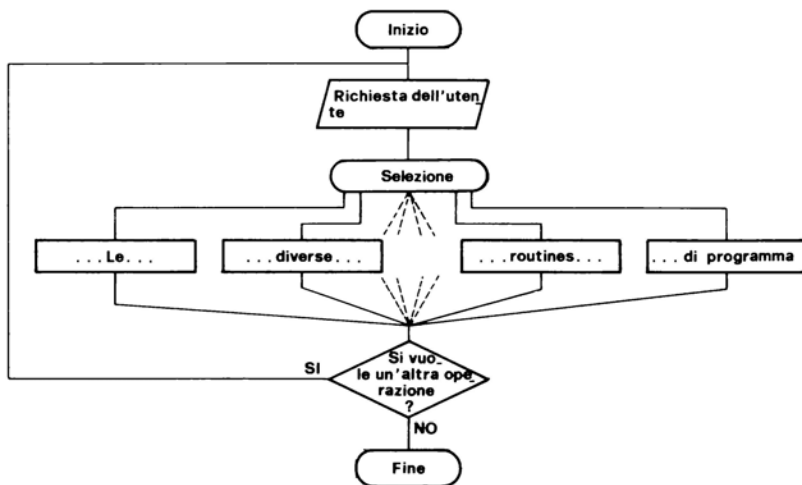 Inizio
Richiesta dell'uten_
te
Selezione
...Le...
...diverse...
...routines...
...di programma
Si vuo_
le un'altra ope_
razione
?
SI
NO
Fine